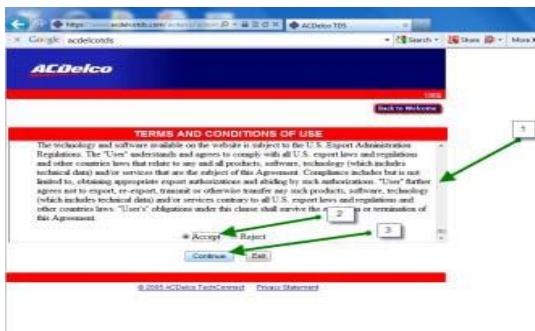 ACDelco TDS
Google acdelcotds Search Share More
ACDelco
Back to Welcome
TERMS AND CONDITIONS OF USE
The technology and software available on the website is subject to the U.S. Export Administration
Regulations. The "User" understands and agrees to comply with all U.S. export laws and regulations
and other countries laws that relate to any and all products, software, technology (which includes
technical data) and/or services that are the subject of this Agreement. Compliance includes but is not
limited to, obtaining appropriate export authorizations and abiding by such authorizations. "User" further
agrees not to export, re-export, transmit or otherwise transfer any such products, software, technology
(which includes technical data) and/or services contrary to all U.S. export laws and regulations and
other countries laws. "User's" obligations under this clause shall survive the or termination of
this Agreement.
Accept Reject
Continue Exit
© 2005 ACDelco TechConnect Privacy Statement
1
2
3